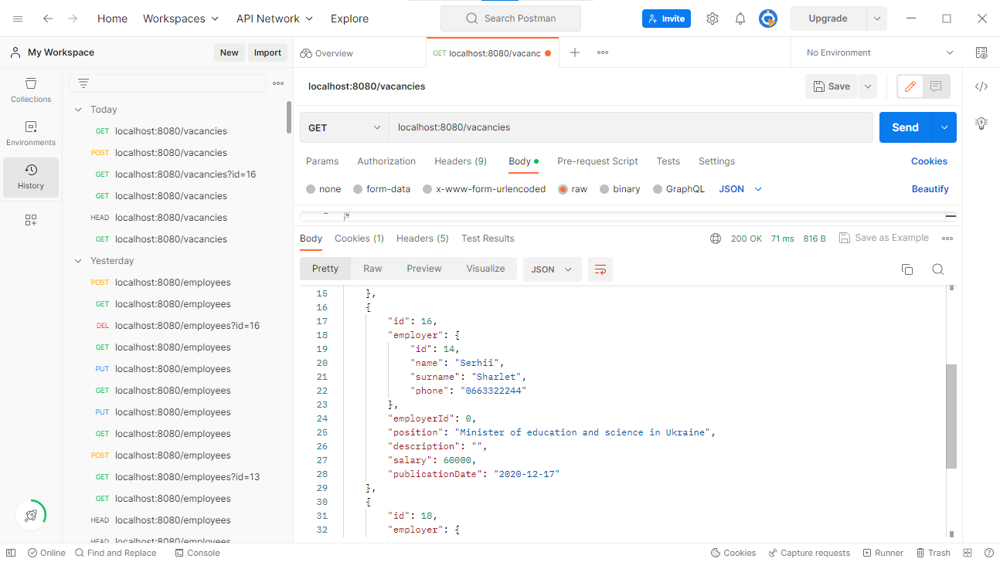 Home Workspaces API Network Explore Search Postman Invite Upgrade
My Workspace New Import Overview GET localhost:8080/vacanc No Environment
Collections
Environments
History
Today
GET localhost:8080/vacancies
POST localhost:8080/vacancies
GET localhost:8080/vacancies?id=16
GET localhost:8080/vacancies
HEAD localhost:8080/vacancies
GET localhost:8080/vacancies
Yesterday
POST localhost:8080/employees
GET localhost:8080/employees
DEL localhost:8080/employees?id=16
GET localhost:8080/employees
PUT localhost:8080/employees
GET localhost:8080/employees
PUT localhost:8080/employees
GET localhost:8080/employees
POST localhost:8080/employees
GET localhost:8080/employees?id=13
GET localhost:8080/employees
HEAD localhost:8080/employees
HEAD localhost:8080/employees
localhost:8080/vacancies Save
GET localhost:8080/vacancies Send
Params Authorization Headers (9) Body Pre-request Script Tests Settings Cookies
none form-data x-www-form-urlencoded raw binary GraphQL JSON Beautify
Body Cookies (1) Headers (5) Test Results 200 OK 71 ms 816 B Save as Example
Pretty Raw Preview Visualize JSON
15 },
16 {
17 "id": 16,
18 "employer": {
19 "id": 14,
20 "name": "Serhii",
21 "surname": "Sharlet",
22 "phone": "0663322244"
23 },
24 "employerId": 0,
25 "position": "Minister of education and science in Ukraine",
26 "description": "",
27 "salary": 60000,
28 "publicationDate": "2020-12-17"
29 },
30 {
31 "id": 18,
32 "employer": {
Online Find and Replace Console Cookies Capture requests Runner Trash